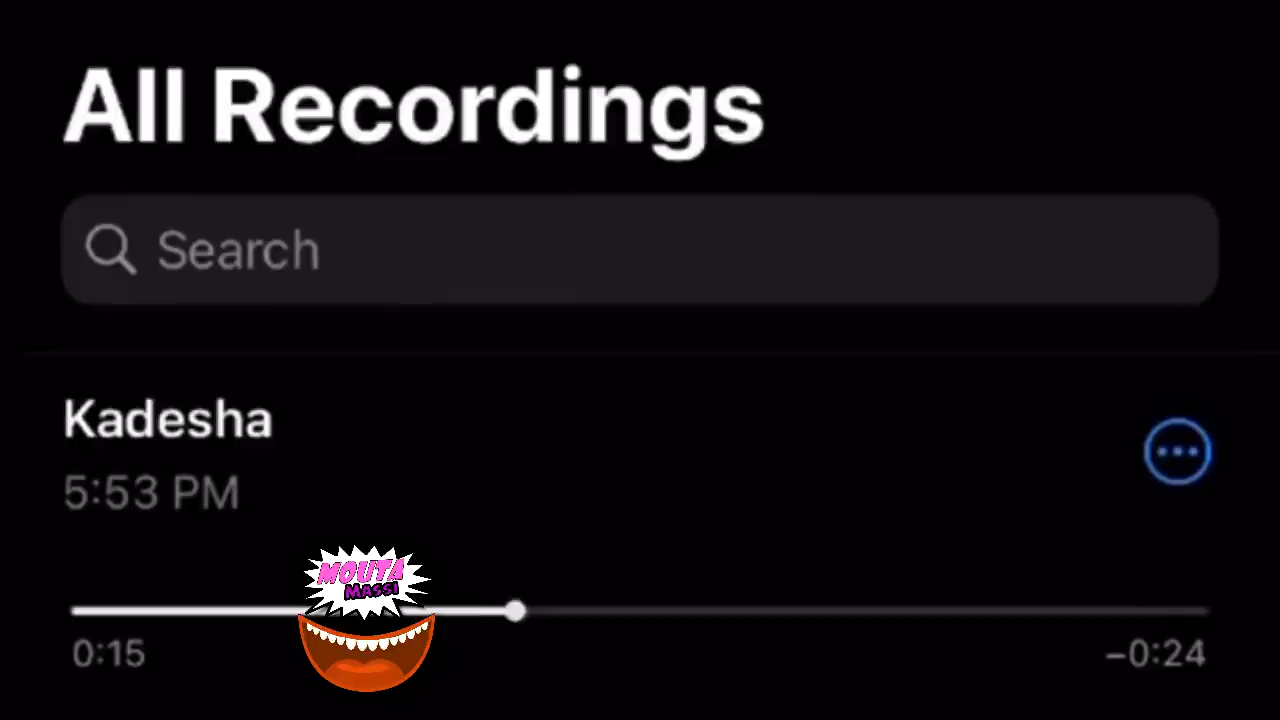 All Recordings
Search
Kadesha
5:53 PM
MOUTA
MASSI
0:15
−0:24